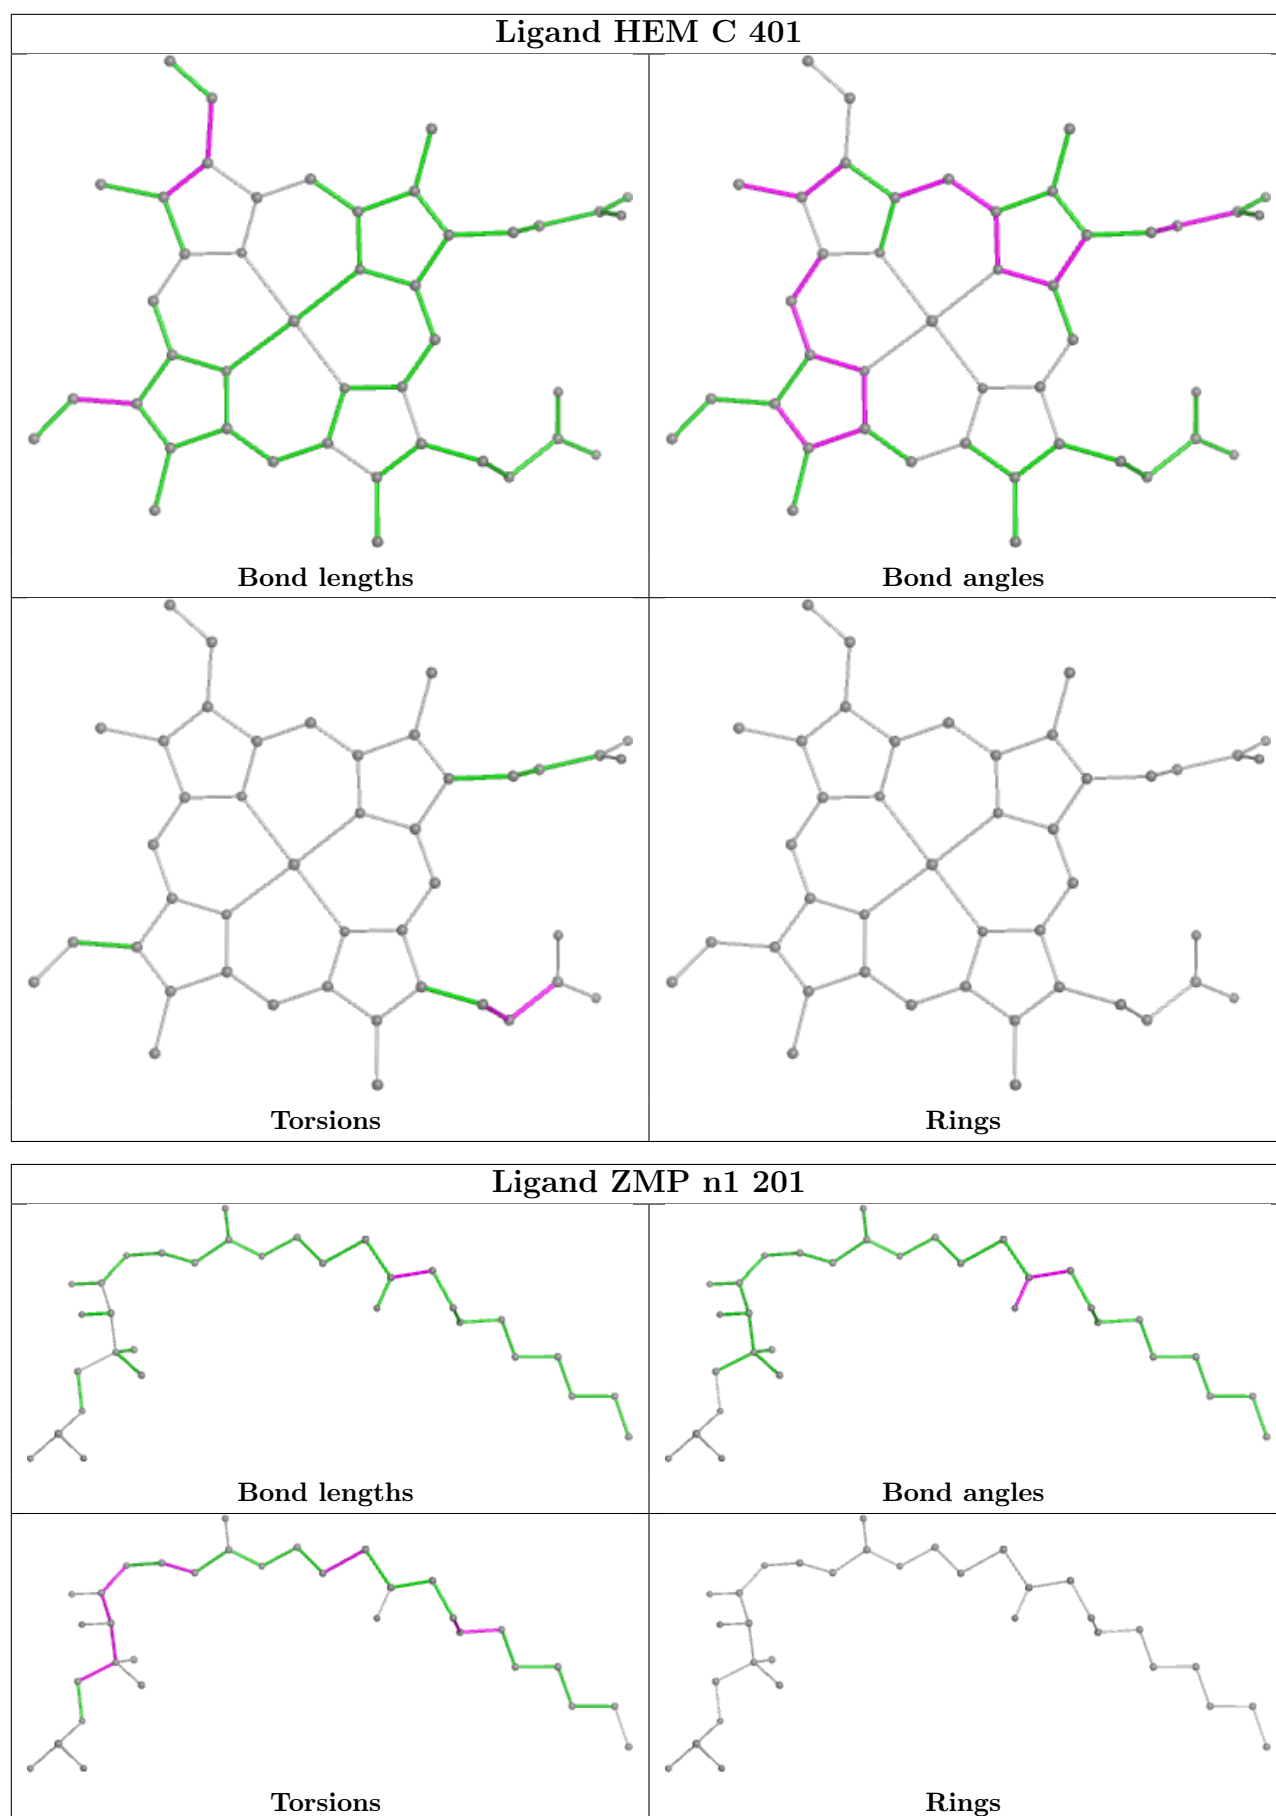 Ligand HEM C 401
Bond lengths
Bond angles
Torsions
Rings
Ligand ZMP n1 201
Bond lengths
Bond angles
Torsions
Rings